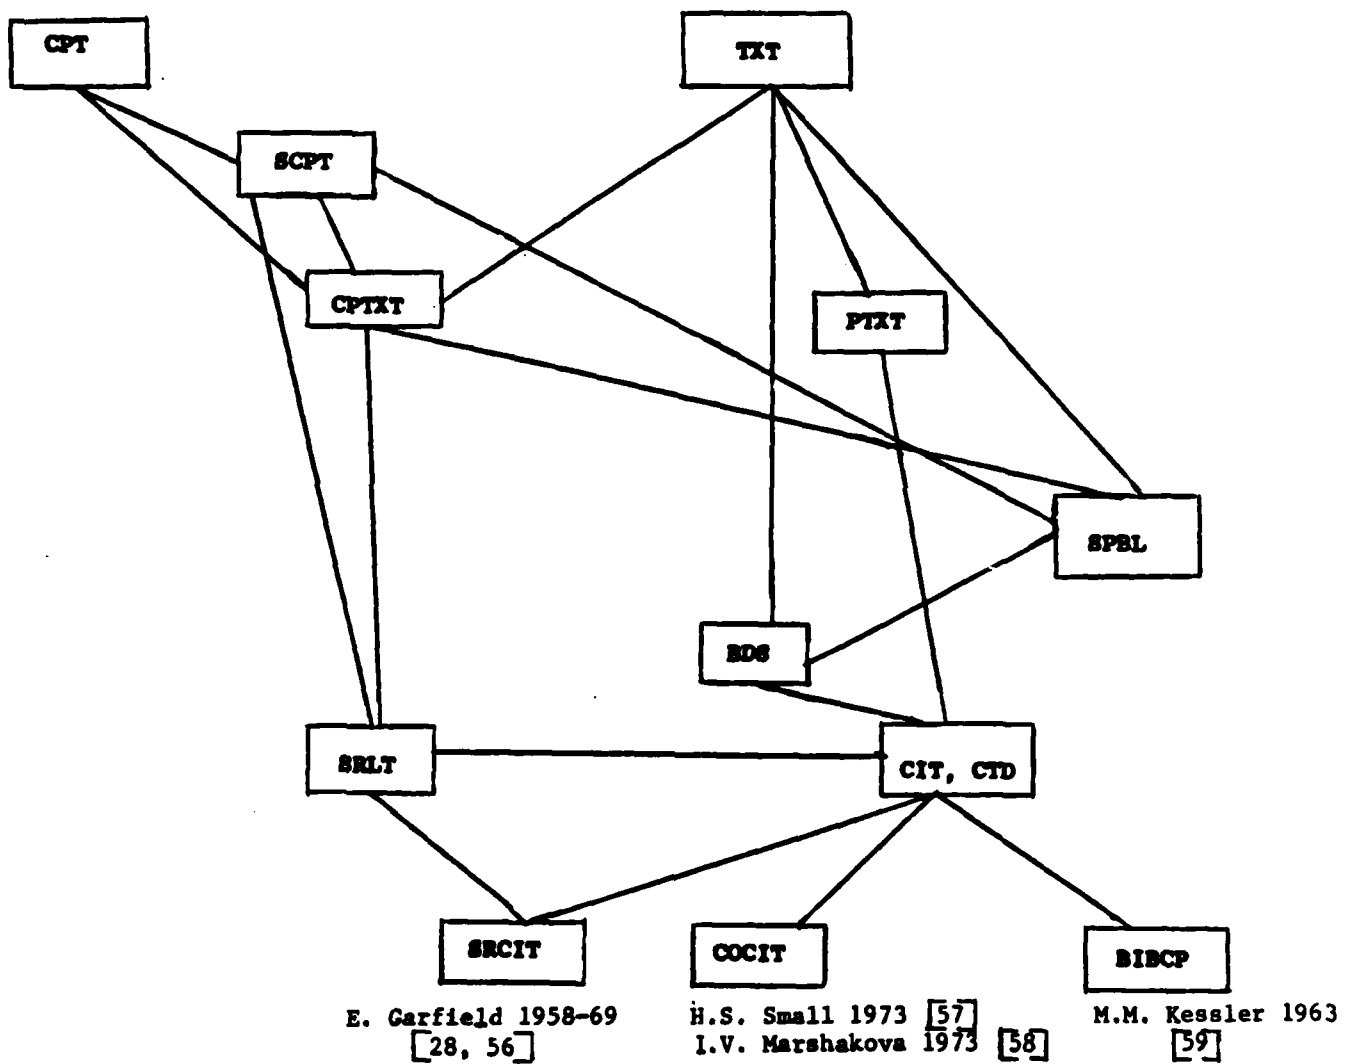 CPT
TXT
SCPT
CPTXT
PTXT
SPBL
BDS
SRLT
CIT, CTD
SRCIT
COCIT
BIBCP
E. Garfield 1958-69
[28, 56]
H.S. Small 1973 [57]
I.V. Marshakova 1973 [58]
M.M. Kessler 1963
[59]